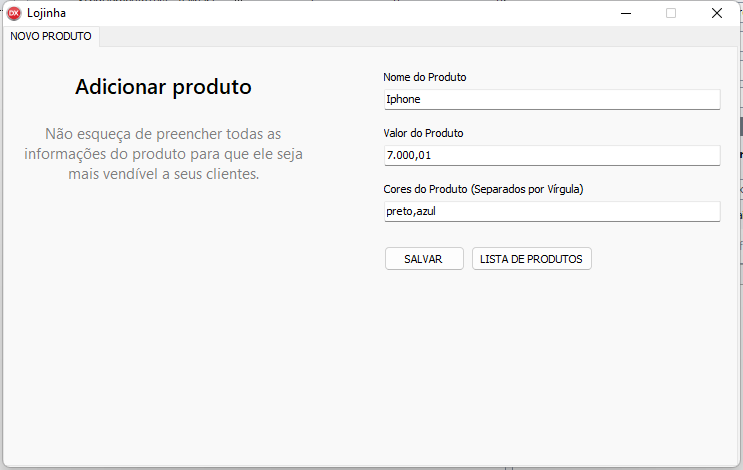 DX Lojinha
NOVO PRODUTO
Adicionar produto
Não esqueça de preencher todas as
informações do produto para que ele seja
mais vendível a seus clientes.
Nome do Produto
Iphone
Valor do Produto
7.000,01
Cores do Produto (Separados por Vírgula)
preto,azul
SALVAR
LISTA DE PRODUTOS